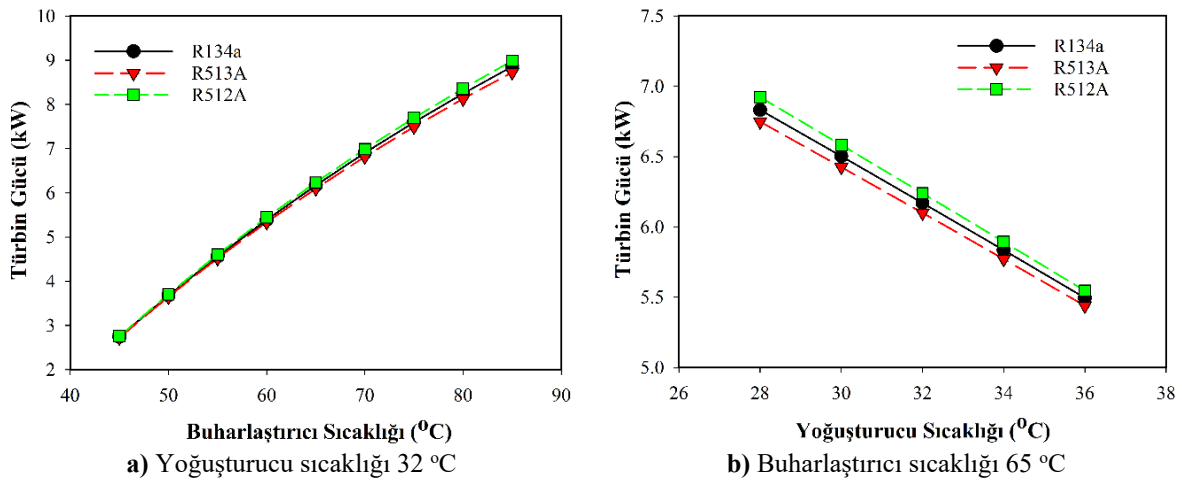 10
9
8
7
6
5
4
3
2
R134a
R513A
R512A
Türbin Gücü (kW)
40 50 60 70 80 90
Buharlaştırıcı Sıcaklığı (⁰C)
a) Yoğuşturucu sıcaklığı 32 ᵒC
7.5
7.0
6.5
6.0
5.5
5.0
R134a
R513A
R512A
Türbin Gücü (kW)
26 28 30 32 34 36 38
Yoğuşturucu Sıcaklığı (⁰C)
b) Buharlaştırıcı sıcaklığı 65 ᵒC